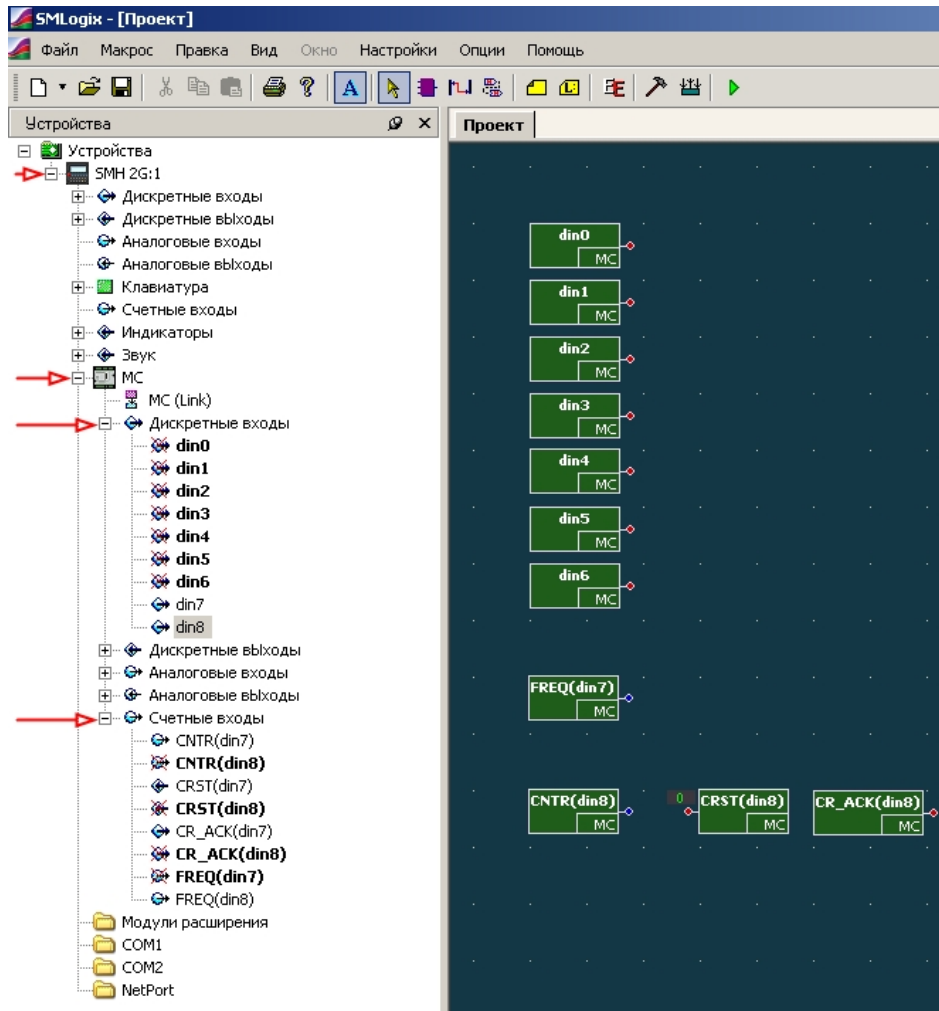 SMLogix - [Проект]
Файл Макрос Правка Вид Окно Настройки Опции Помощь
A
Устройства
Проект
Устройства
SMH 2G:1
Дискретные входы
Дискретные вЫходы
Аналоговые входы
Аналоговые вЫходы
Клавиатура
Счетные входы
Индикаторы
Звук
MC
MC (Link)
Дискретные входы
din0
din1
din2
din3
din4
din5
din6
din7
din8
Дискретные вЫходы
Аналоговые входы
Аналоговые вЫходы
Счетные входы
CNTR(din7)
CNTR(din8)
CRST(din7)
CRST(din8)
CR_ACK(din7)
CR_ACK(din8)
FREQ(din7)
FREQ(din8)
Модули расширения
COM1
COM2
NetPort
din0
MC
din1
MC
din2
MC
din3
MC
din4
MC
din5
MC
din6
MC
FREQ(din7)
MC
CNTR(din8)
MC
0
CRST(din8)
MC
CR_ACK(din8)
MC